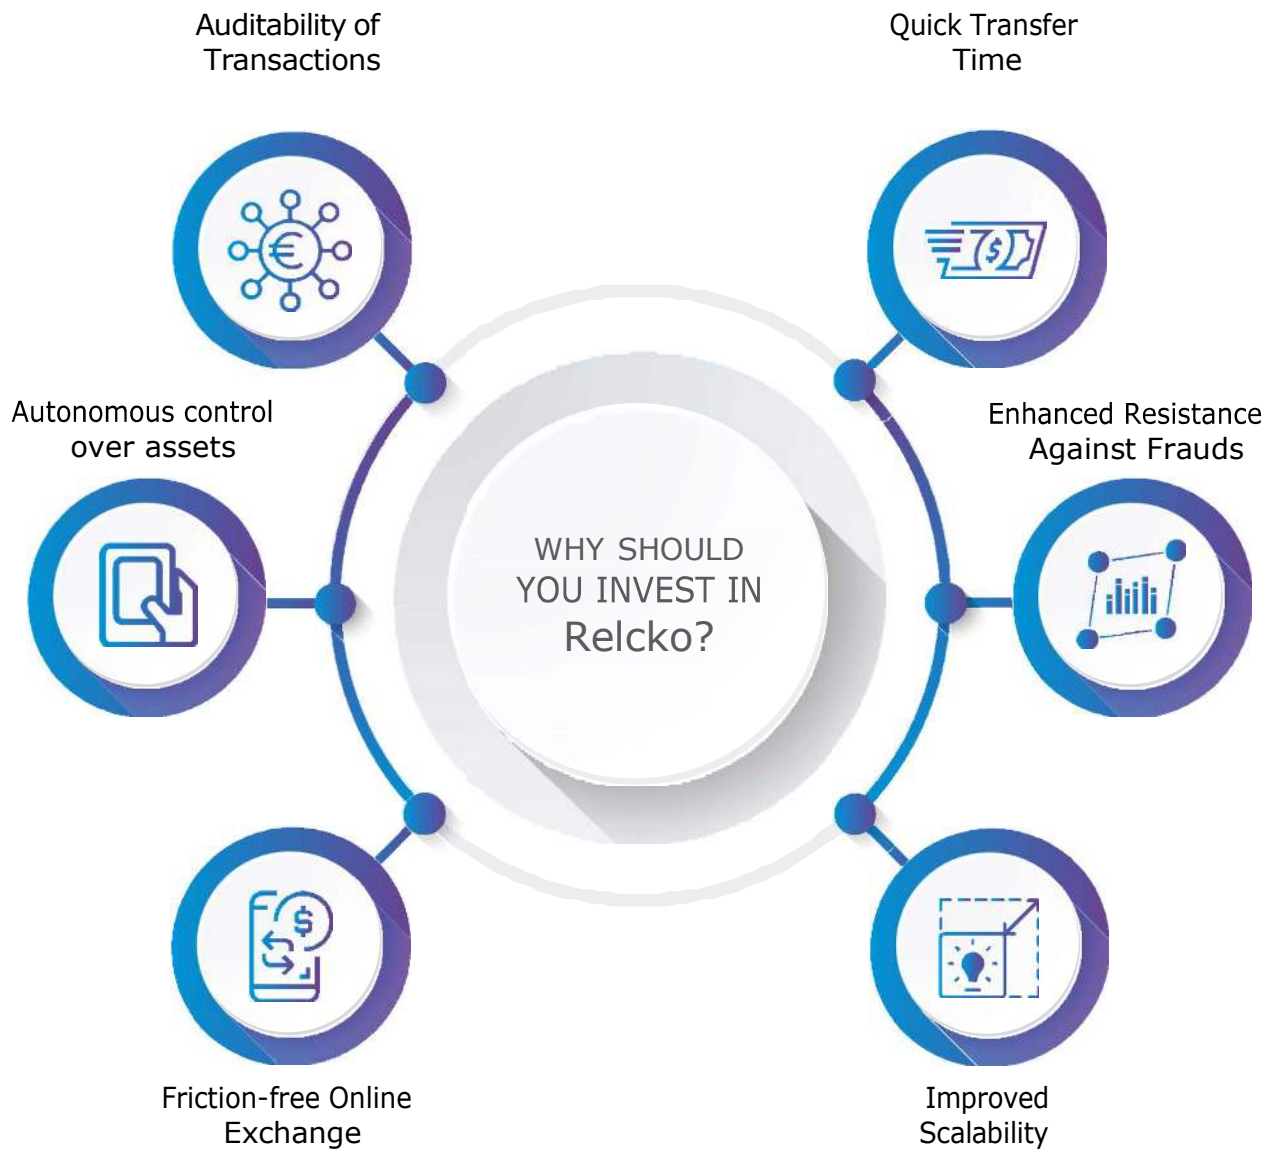 Auditability of
Transactions
Quick Transfer
Time
Autonomous control
over assets
Enhanced Resistance
Against Frauds
WHY SHOULD
YOU INVEST IN
Relcko?
Friction-free Online
Exchange
Improved
Scalability